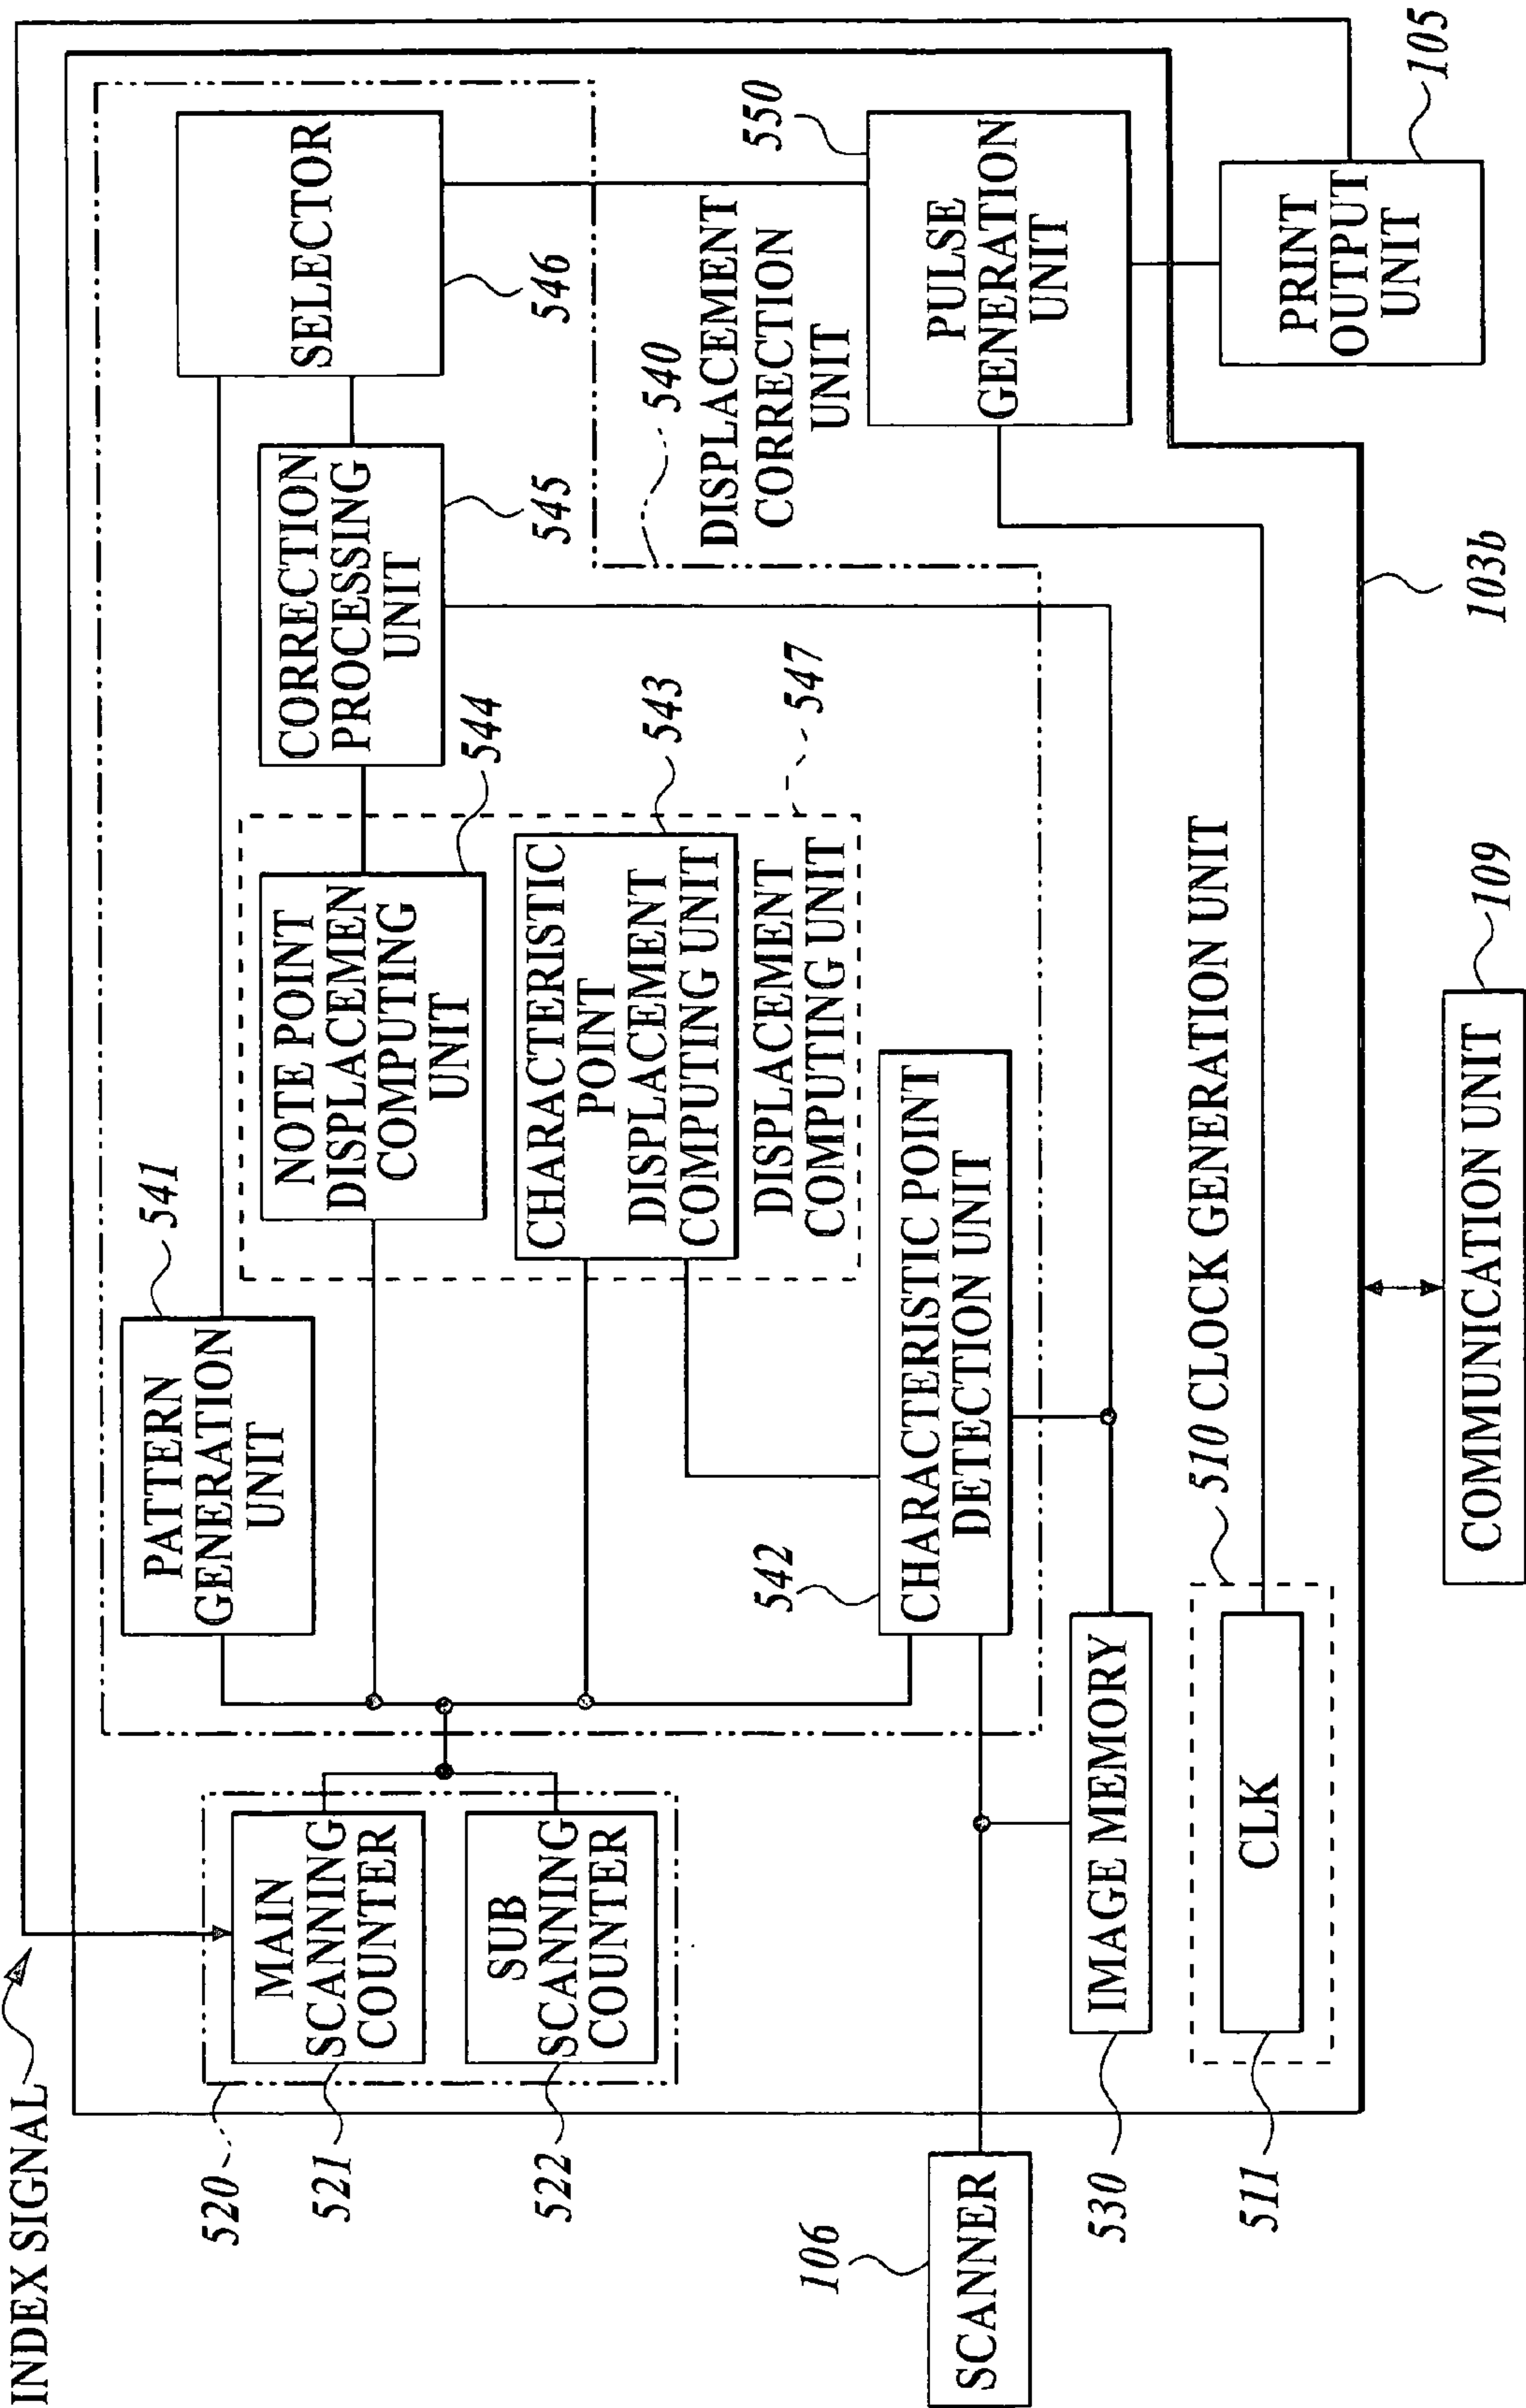 INDEX SIGNAL
520
521
522
MAIN
SCANNING
COUNTER
SUB
SCANNING
COUNTER
PATTERN
GENERATION
UNIT
541
NOTE POINT
DISPLACEMEN
COMPUTING
UNIT
544
CHARACTERISTIC
POINT
DISPLACEMENT
COMPUTING UNIT
543
DISPLACEMENT
COMPUTING UNIT
547
CORRECTION
PROCESSING
UNIT
545
SELECTOR
546
540
DISPLACEMENT
CORRECTION
UNIT
542
CHARACTERISTIC POINT
DETECTION UNIT
550
PULSE
GENERATION
UNIT
106
SCANNER
IMAGE MEMORY
530
510 CLOCK GENERATION UNIT
CLK
511
PRINT
OUTPUT
UNIT
105
103b
COMMUNICATION UNIT
109